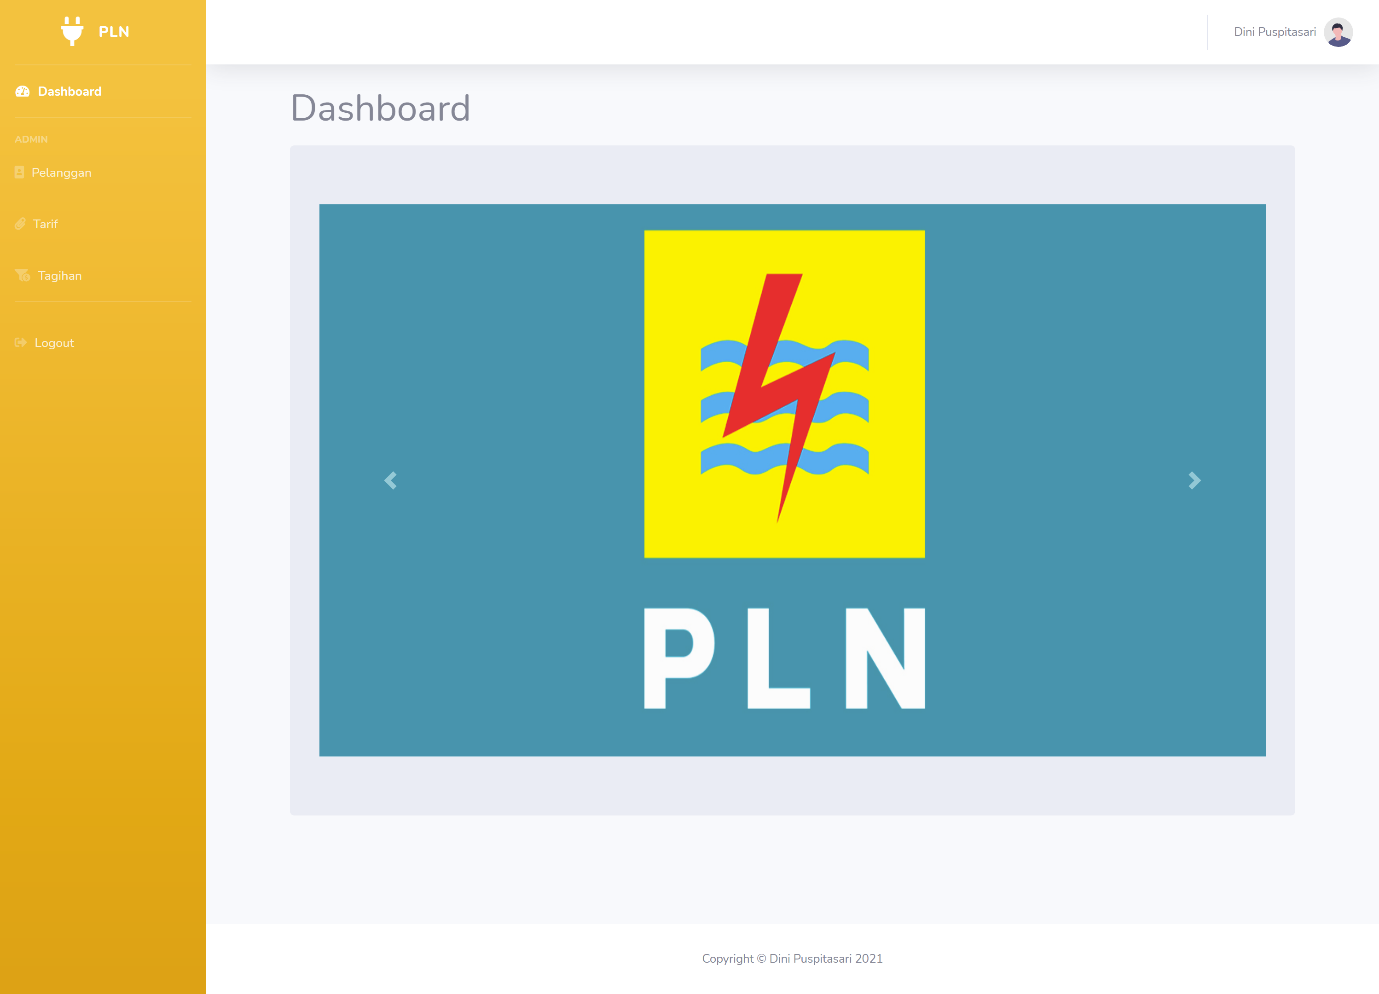 PLN
Dini Puspitasari
Dashboard
ADMIN
Pelanggan
Tarif
Tagihan
Logout
Dashboard
PLN
Copyright © Dini Puspitasari 2021